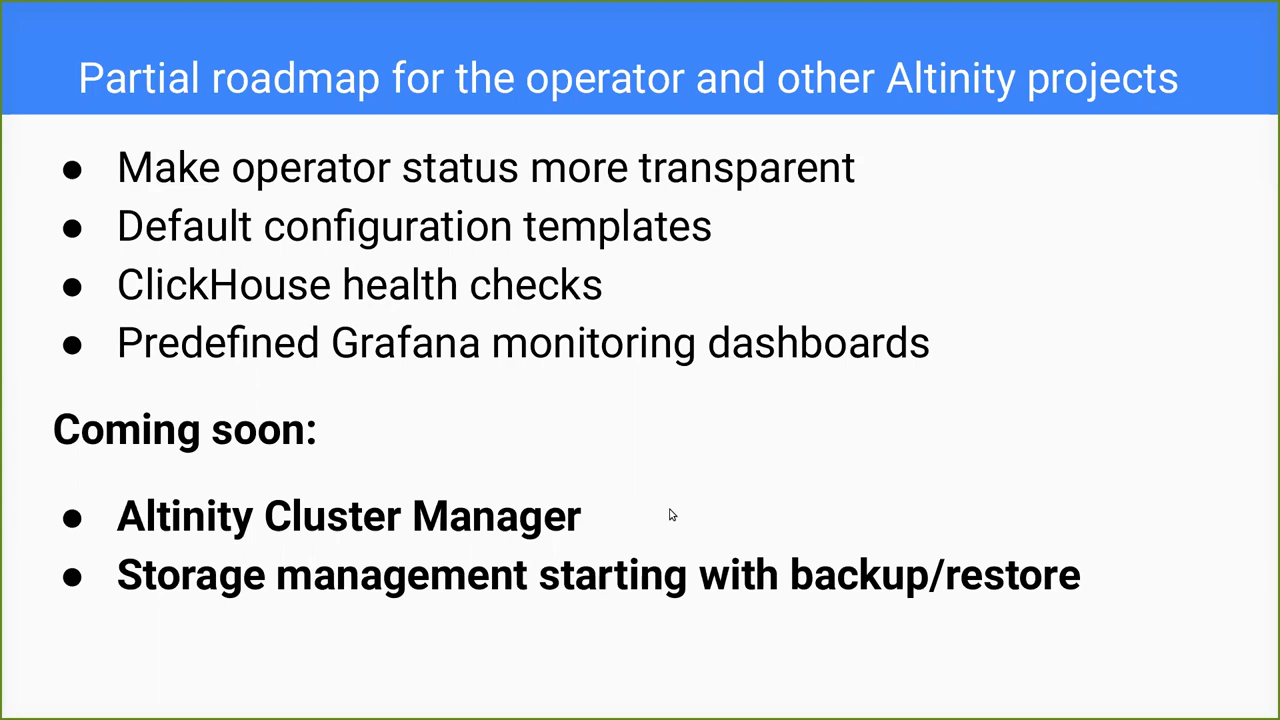 Partial roadmap for the operator and other Altinity projects
● Make operator status more transparent
● Default configuration templates
● ClickHouse health checks
● Predefined Grafana monitoring dashboards
Coming soon:
● Altinity Cluster Manager
● Storage management starting with backup/restore